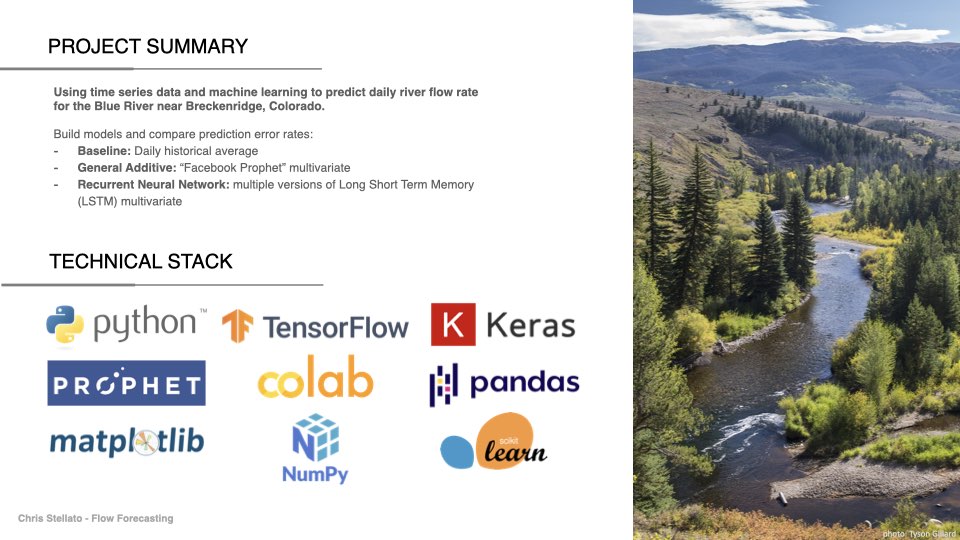 PROJECT SUMMARY
Using time series data and machine learning to predict daily river flow rate
for the Blue River near Breckenridge, Colorado.
Build models and compare prediction error rates:
- Baseline: Daily historical average
- General Additive: “Facebook Prophet” multivariate
- Recurrent Neural Network: multiple versions of Long Short Term Memory
(LSTM) multivariate
TECHNICAL STACK
python™ TensorFlow K Keras
PROPHET colab pandas
matplotlib NumPy scikit learn
Chris Stellato - Flow Forecasting
photo: Tyson Gillard